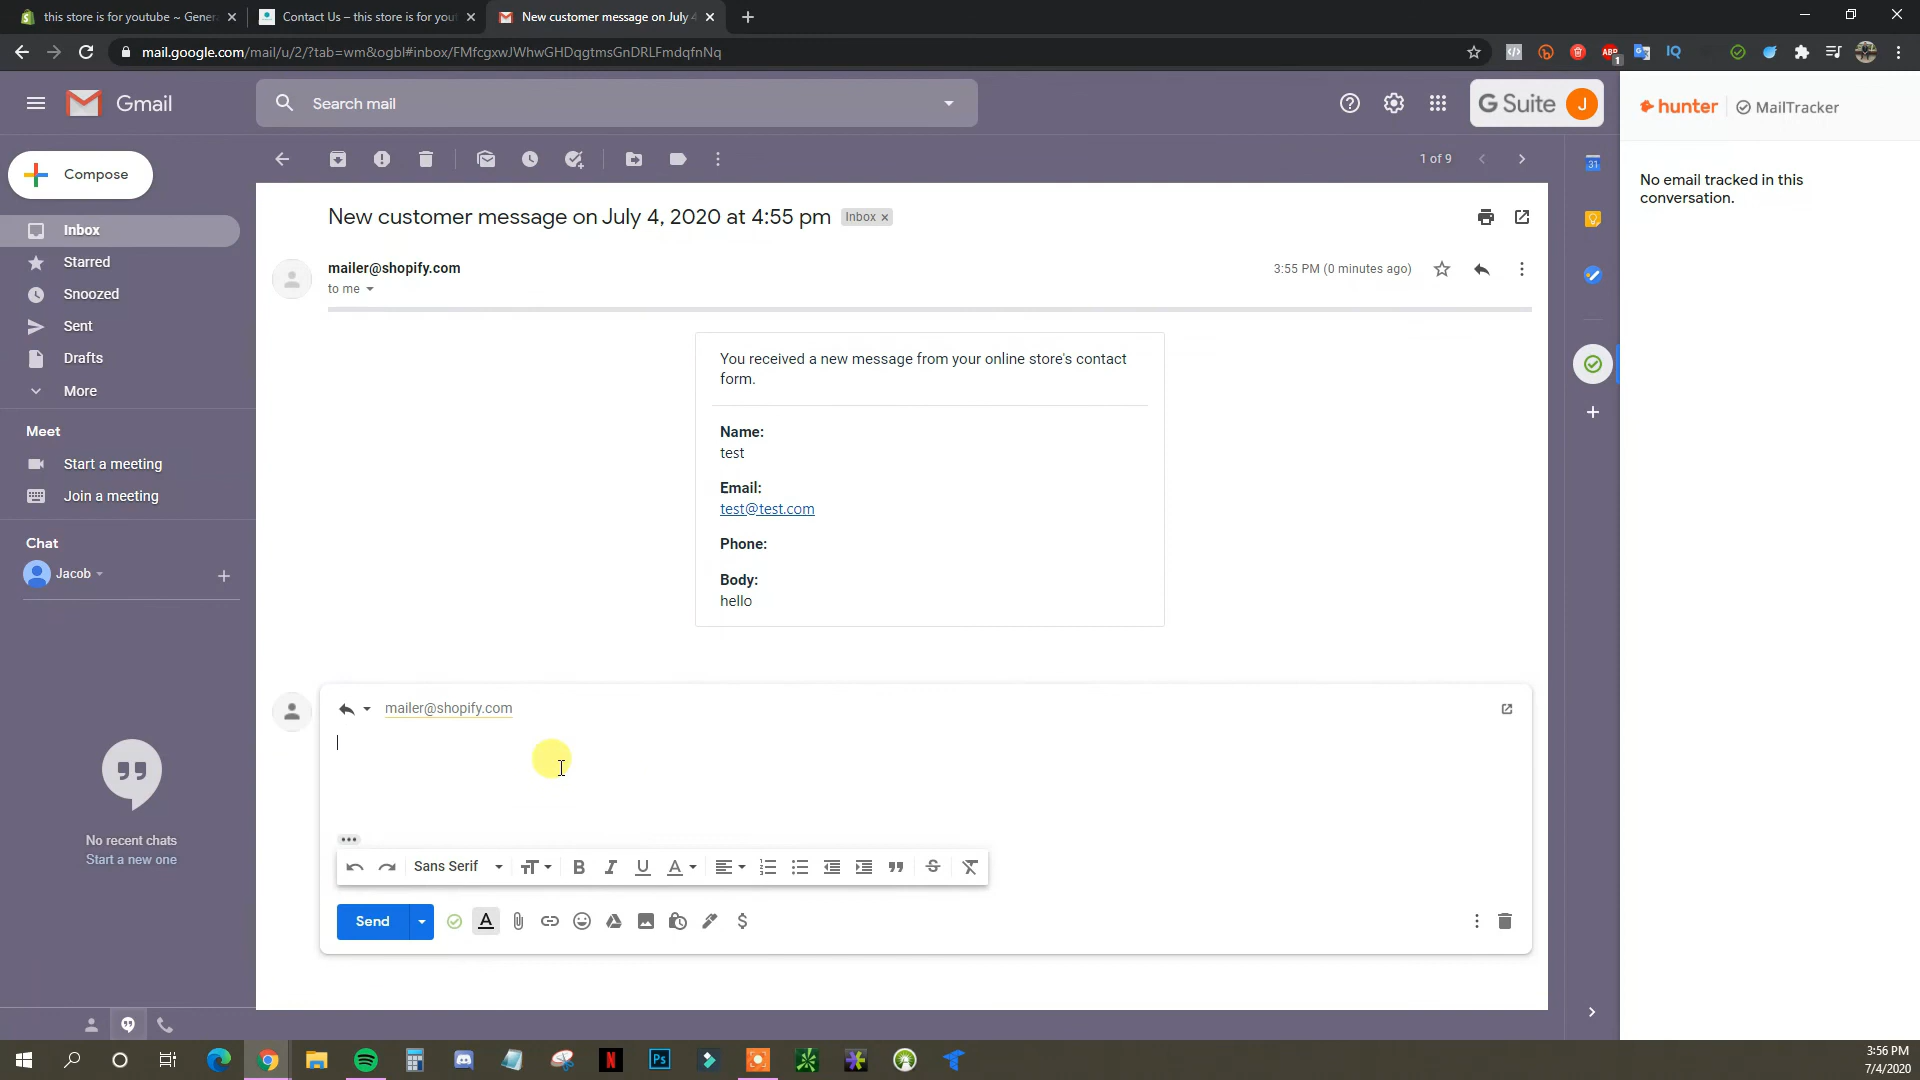 this store is for youtube ~ Gener
Contact Us – this store is for yout
New customer message on July 4
mail.google.com/mail/u/2/?tab=wm&ogbl#inbox/FMfcgxwJWhwGHDqgtmsGnDRLFmdqfnNq
ABP
1
IQ
Gmail
Search mail
G Suite
J
hunter
MailTracker
Compose
1 of 9
31
No email tracked in this
conversation.
Inbox
Starred
Snoozed
Sent
Drafts
More
Meet
Start a meeting
Join a meeting
Chat
Jacob
No recent chats
Start a new one
New customer message on July 4, 2020 at 4:55 pm
Inbox x
mailer@shopify.com
3:55 PM (0 minutes ago)
to me
You received a new message from your online store's contact
form.
Name:
test
Email:
test@test.com
Phone:
Body:
hello
mailer@shopify.com
Sans Serif
Send
Ps
3:56 PM
7/4/2020